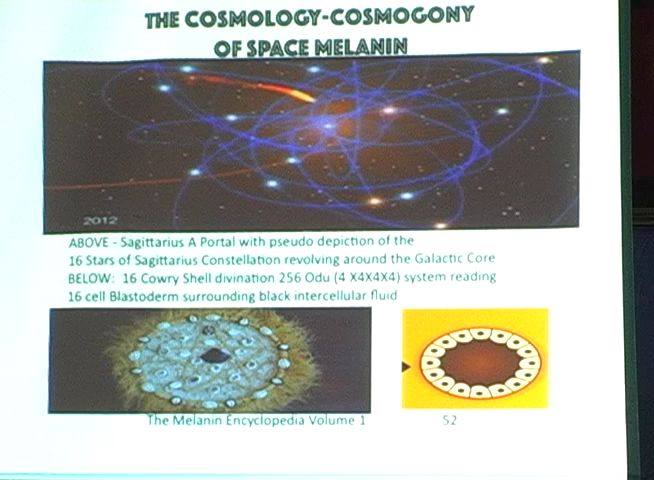 THE COSMOLOGY-COSMOGONY
OF SPACE MELANIN
2012
ABOVE - Sagittarius A Portal with pseudo depiction of the
16 Stars of Sagittarius Constellation revolving around the Galactic Core
BELOW: 16 Cowry Shell divination 256 Odu (4 X4X4X4) system reading
16 cell Blastoderm surrounding black intercellular fluid
The Melanin Encyclopedia Volume 1 52